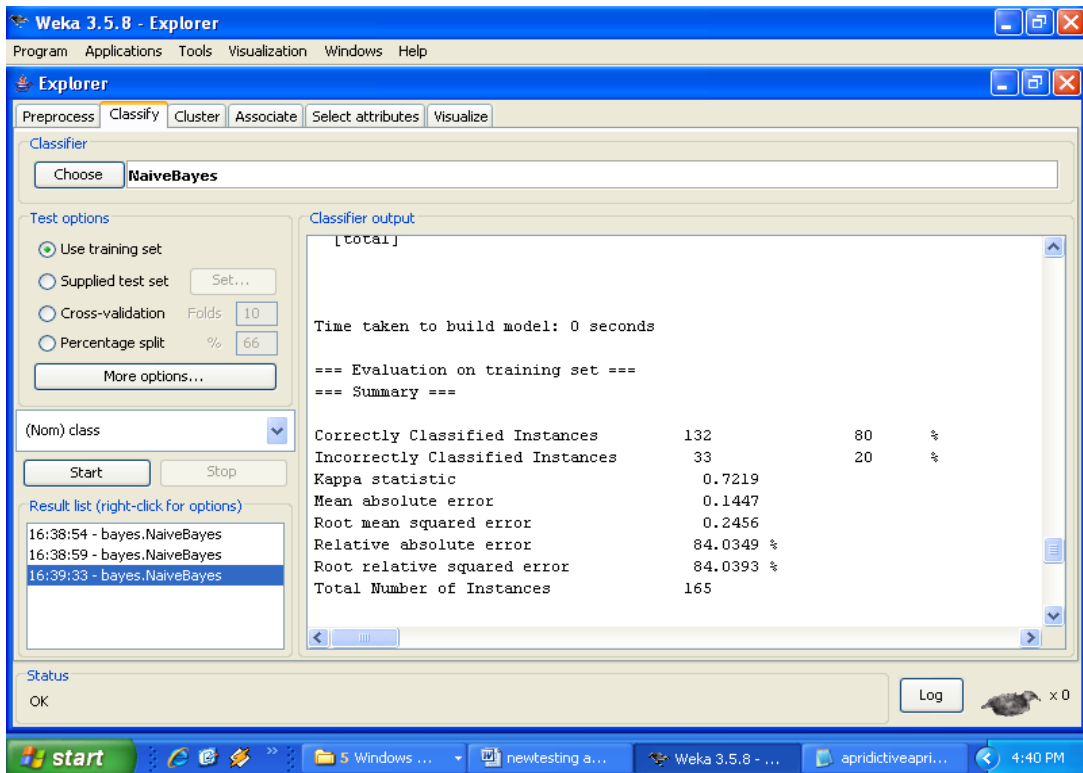 Weka 3.5.8 - Explorer
Program Applications Tools Visualization Windows Help
Explorer
Preprocess Classify Cluster Associate Select attributes Visualize
Classifier
Choose NaiveBayes
Test options
Use training set
Supplied test set Set...
Cross-validation Folds 10
Percentage split % 66
More options...
(Nom) class
Start Stop
Result list (right-click for options)
16:38:54 - bayes.NaiveBayes
16:38:59 - bayes.NaiveBayes
16:39:33 - bayes.NaiveBayes
Classifier output
[total]
Time taken to build model: 0 seconds
=== Evaluation on training set ===
=== Summary ===
Correctly Classified Instances 132 80 %
Incorrectly Classified Instances 33 20 %
Kappa statistic 0.7219
Mean absolute error 0.1447
Root mean squared error 0.2456
Relative absolute error 84.0349 %
Root relative squared error 84.0393 %
Total Number of Instances 165
Status
OK
Log x 0
start » 5 Windows ... newtesting a... Weka 3.5.8 - ... apridictiveapri... 4:40 PM